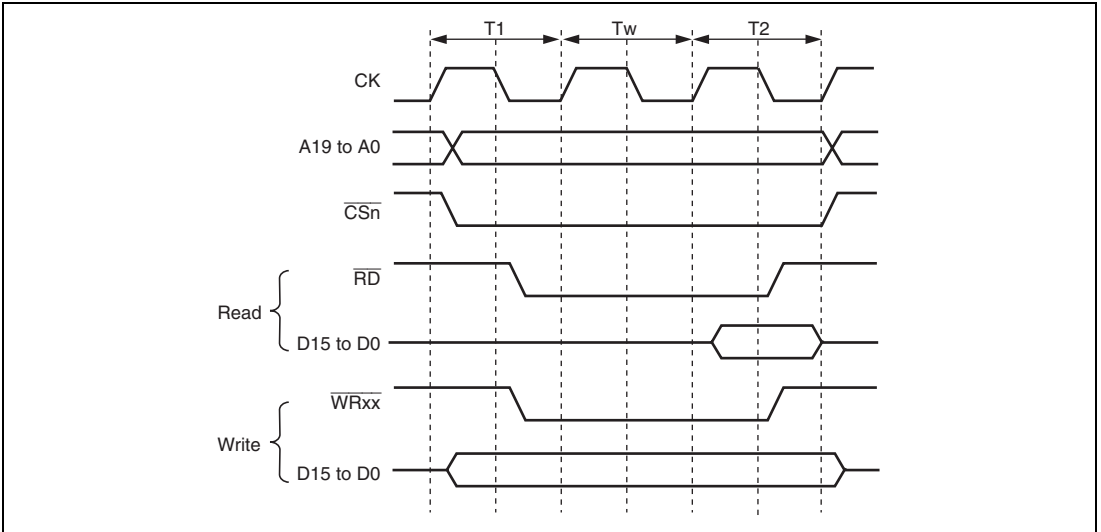 T1 Tw T2
CK
A19 to A0
CSn
RD
Read
D15 to D0
WRxx
Write
D15 to D0